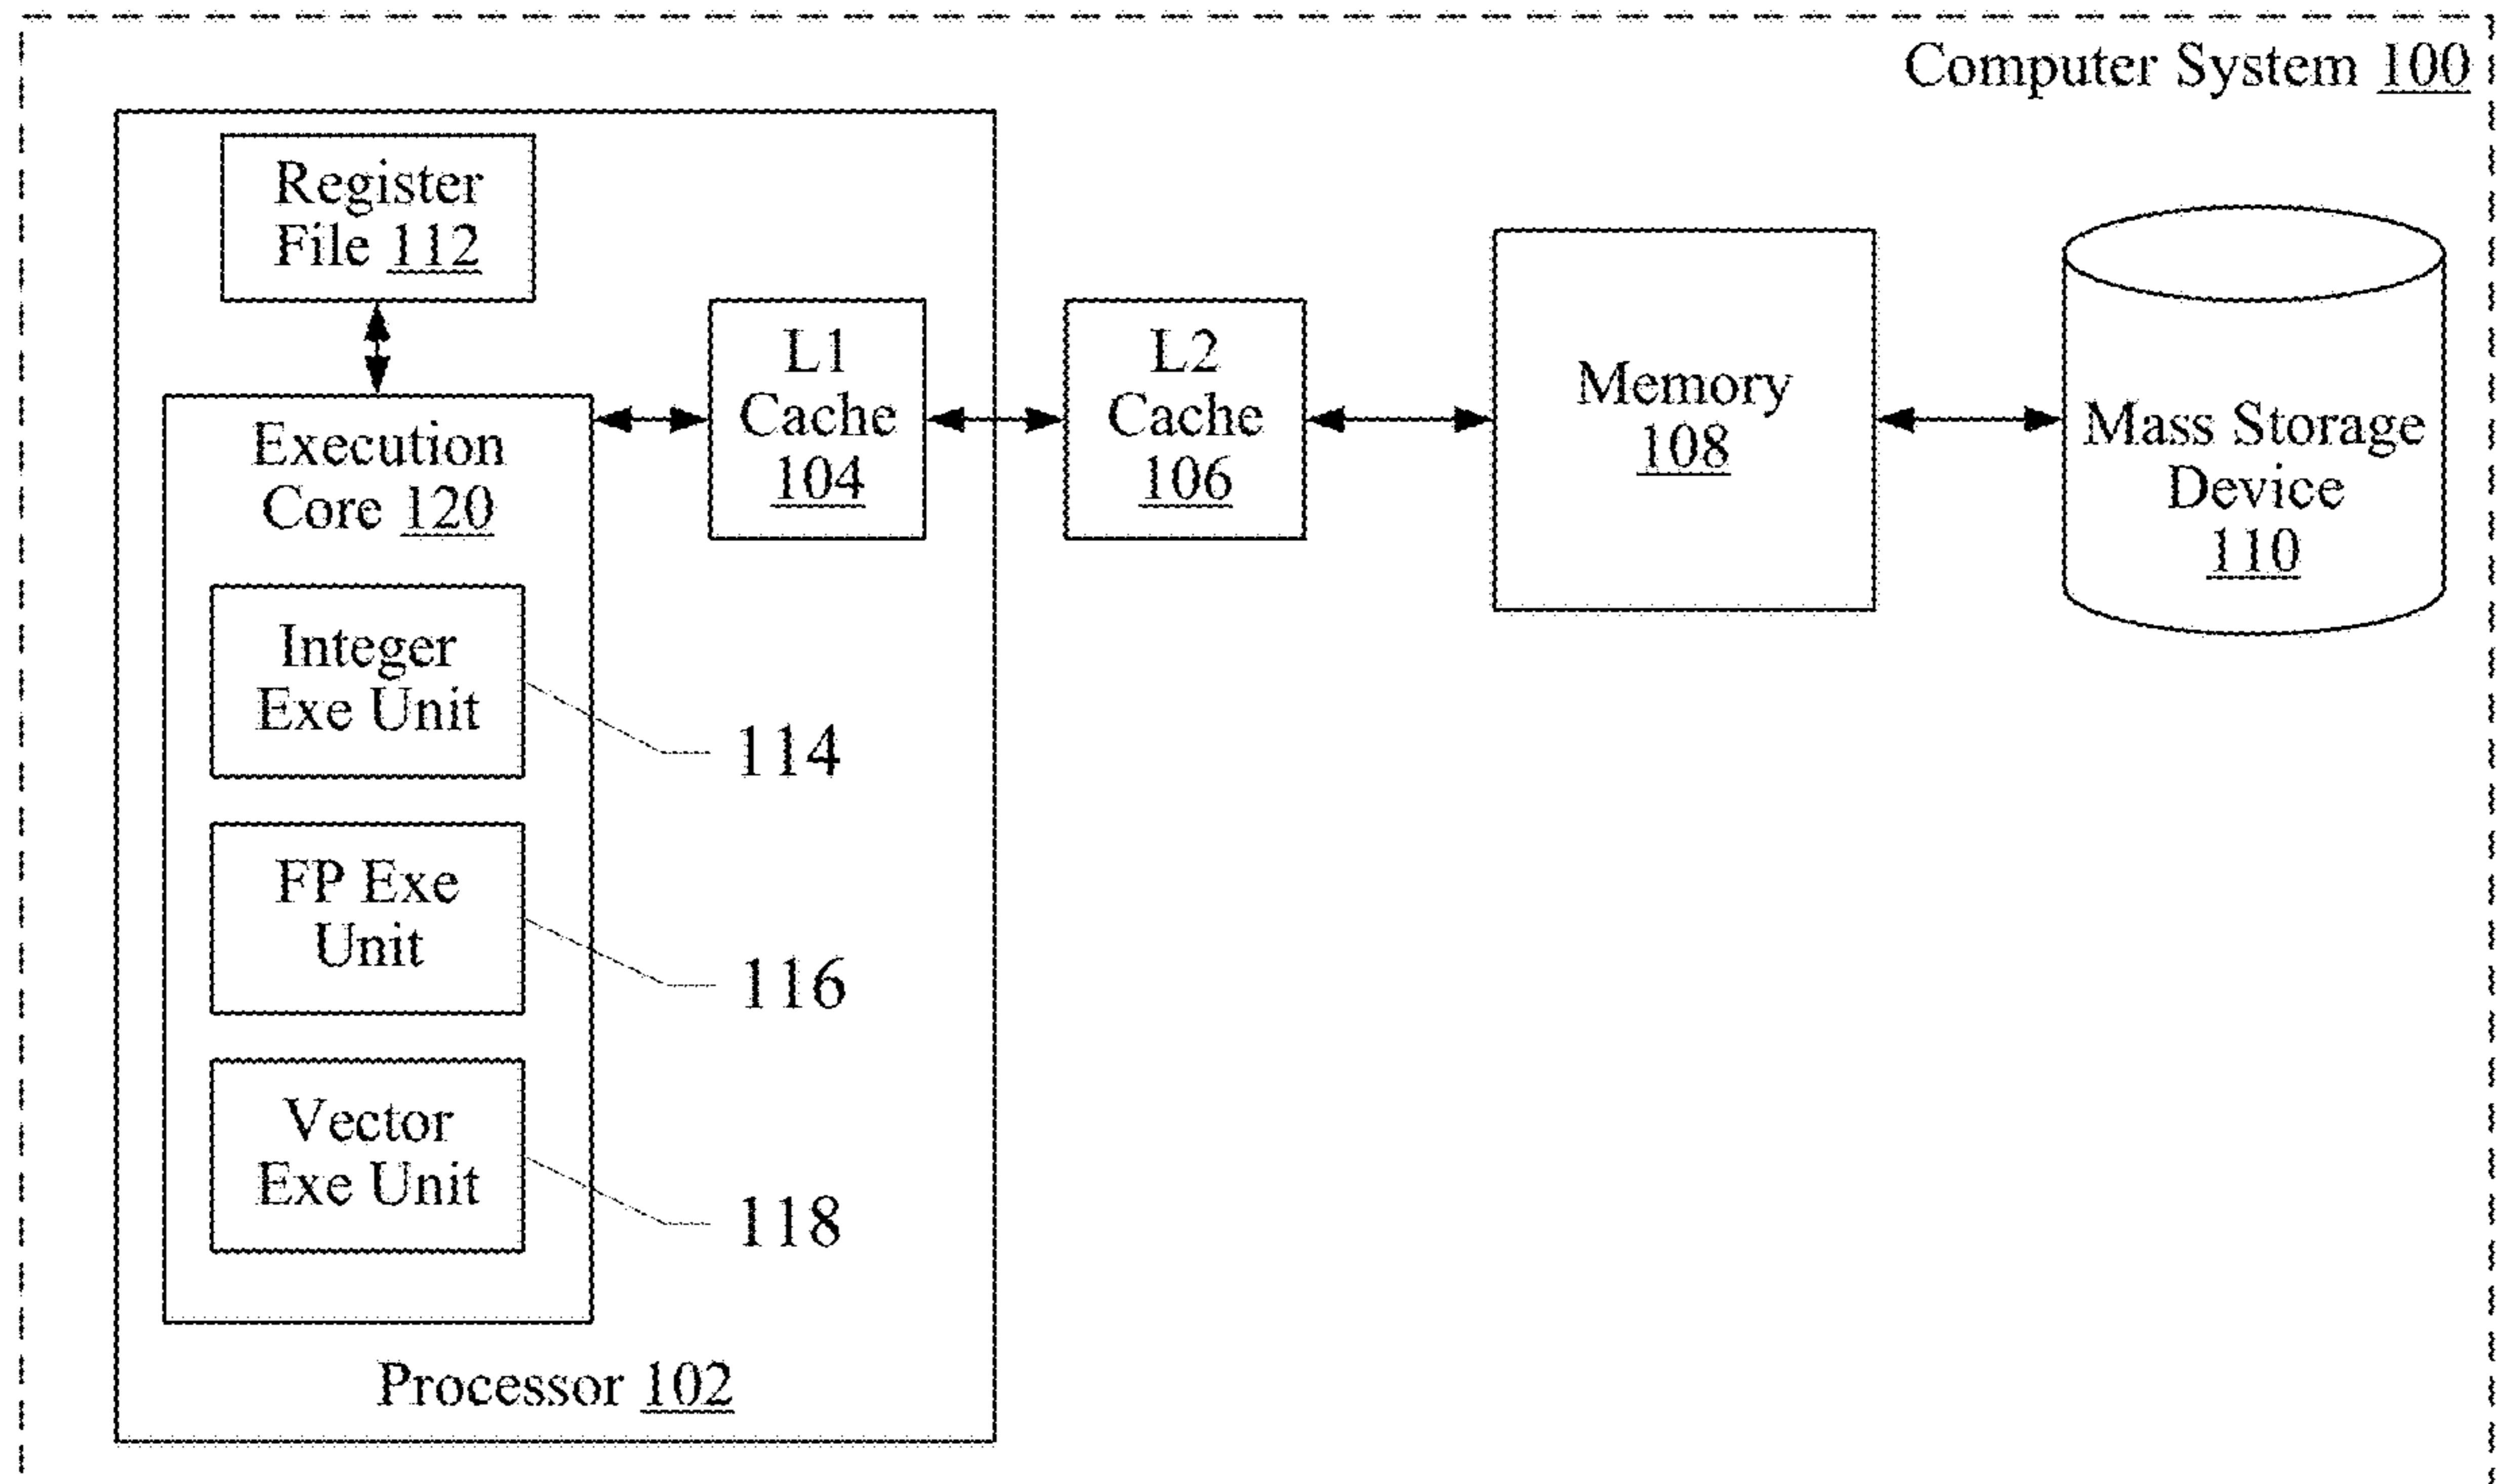 Computer System 100
Register
File 112
Execution
Core 120
Integer
Exe Unit
114
FP Exe
Unit
116
Vector
Exe Unit
118
Processor 102
L1
Cache
104
L2
Cache
106
Memory
108
Mass Storage
Device
110